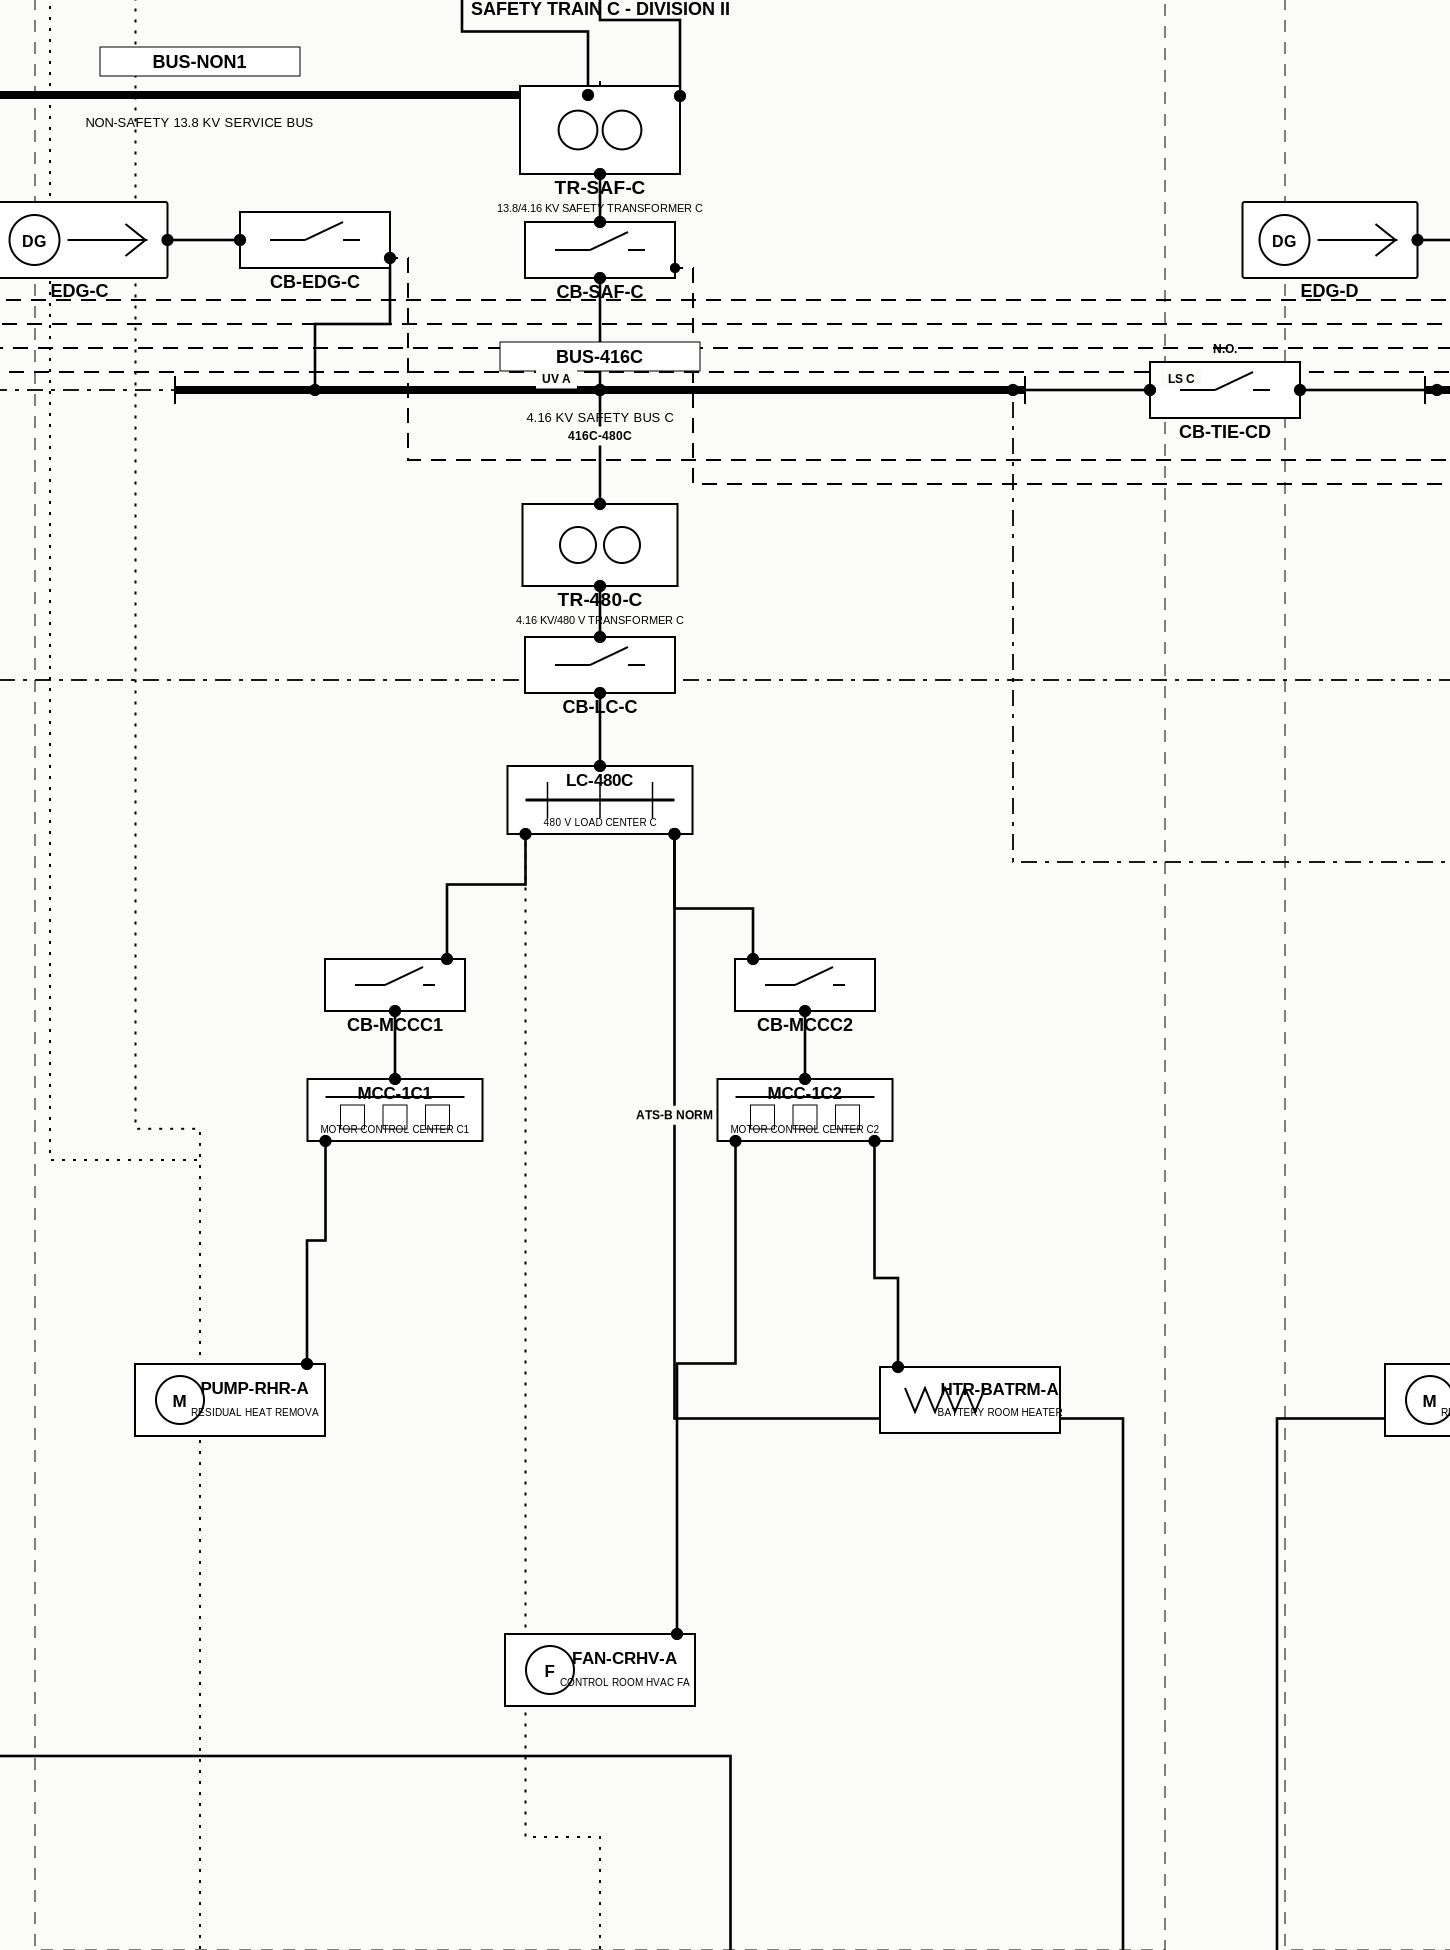 SAFETY TRAIN C - DIVISION II
BUS-NON1
NON-SAFETY 13.8 KV SERVICE BUS
TR-SAF-C
13.8/4.16 KV SAFETY TRANSFORMER C
DG
EDG-C
CB-EDG-C
CB-SAF-C
DG
EDG-D
BUS-416C
UV A
N.O.
LS C
4.16 KV SAFETY BUS C
416C-480C
CB-TIE-CD
TR-480-C
4.16 KV/480 V TRANSFORMER C
CB-LC-C
LC-480C
480 V LOAD CENTER C
CB-MCCC1
CB-MCCC2
MCC-1C1
MOTOR CONTROL CENTER C1
ATS-B NORM
MCC-1C2
MOTOR CONTROL CENTER C2
M
PUMP-RHR-A
RESIDUAL HEAT REMOVA
HTR-BATRM-A
BATTERY ROOM HEATER
M
F
FAN-CRHV-A
CONTROL ROOM HVAC FA